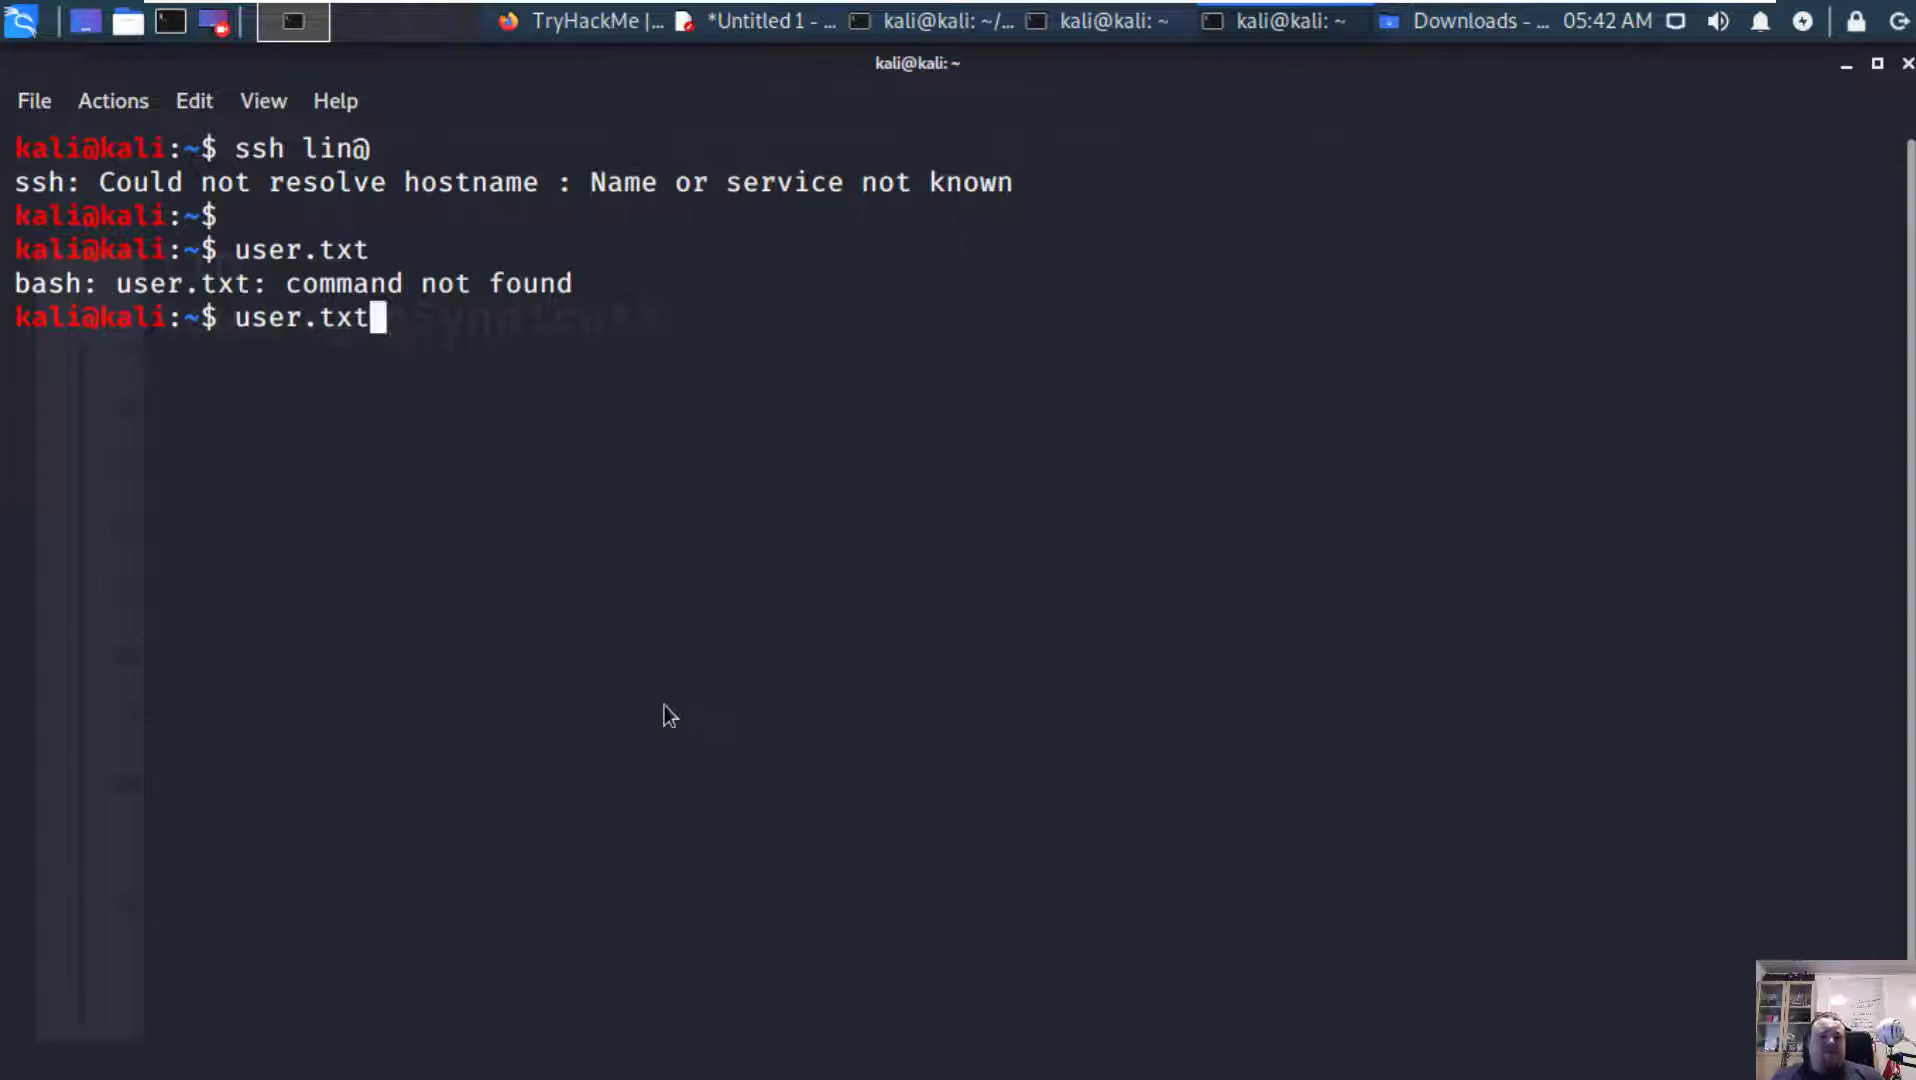 TryHackMe |... *Untitled 1 - ... kali@kali: ~/... kali@kali: ~ kali@kali: ~ Downloads - ... 05:42 AM
kali@kali: ~
File Actions Edit View Help
kali@kali:~$ ssh lin@
ssh: Could not resolve hostname : Name or service not known
kali@kali:~$
kali@kali:~$ user.txt
bash: user.txt: command not found
kali@kali:~$ user.txt